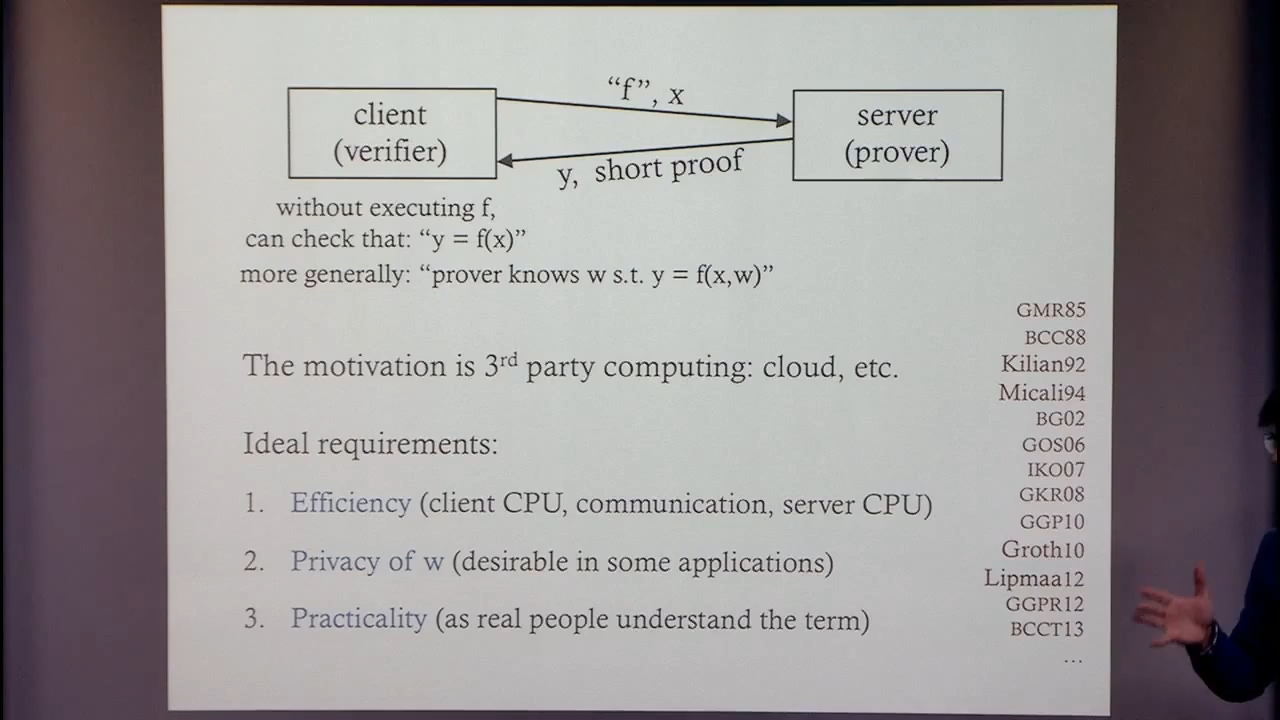 client
(verifier)
“f”, x
server
(prover)
y, short proof
without executing f,
can check that: “y = f(x)”
more generally: “prover knows w s.t. y = f(x,w)”
The motivation is 3rd party computing: cloud, etc.
Ideal requirements:
1. Efficiency (client CPU, communication, server CPU)
2. Privacy of w (desirable in some applications)
3. Practicality (as real people understand the term)
GMR85
BCC88
Kilian92
Micali94
BG02
GOS06
IKO07
GKR08
GGP10
Groth10
Lipmaa12
GGPR12
BCCT13
...